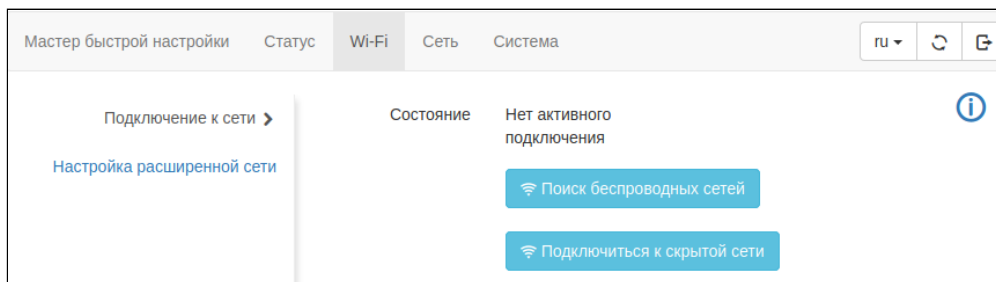 Мастер быстрой настройки Статус Wi-Fi Сеть Система ru
Подключение к сети
Настройка расширенной сети
Состояние Нет активного
подключения
Поиск беспроводных сетей
Подключиться к скрытой сети